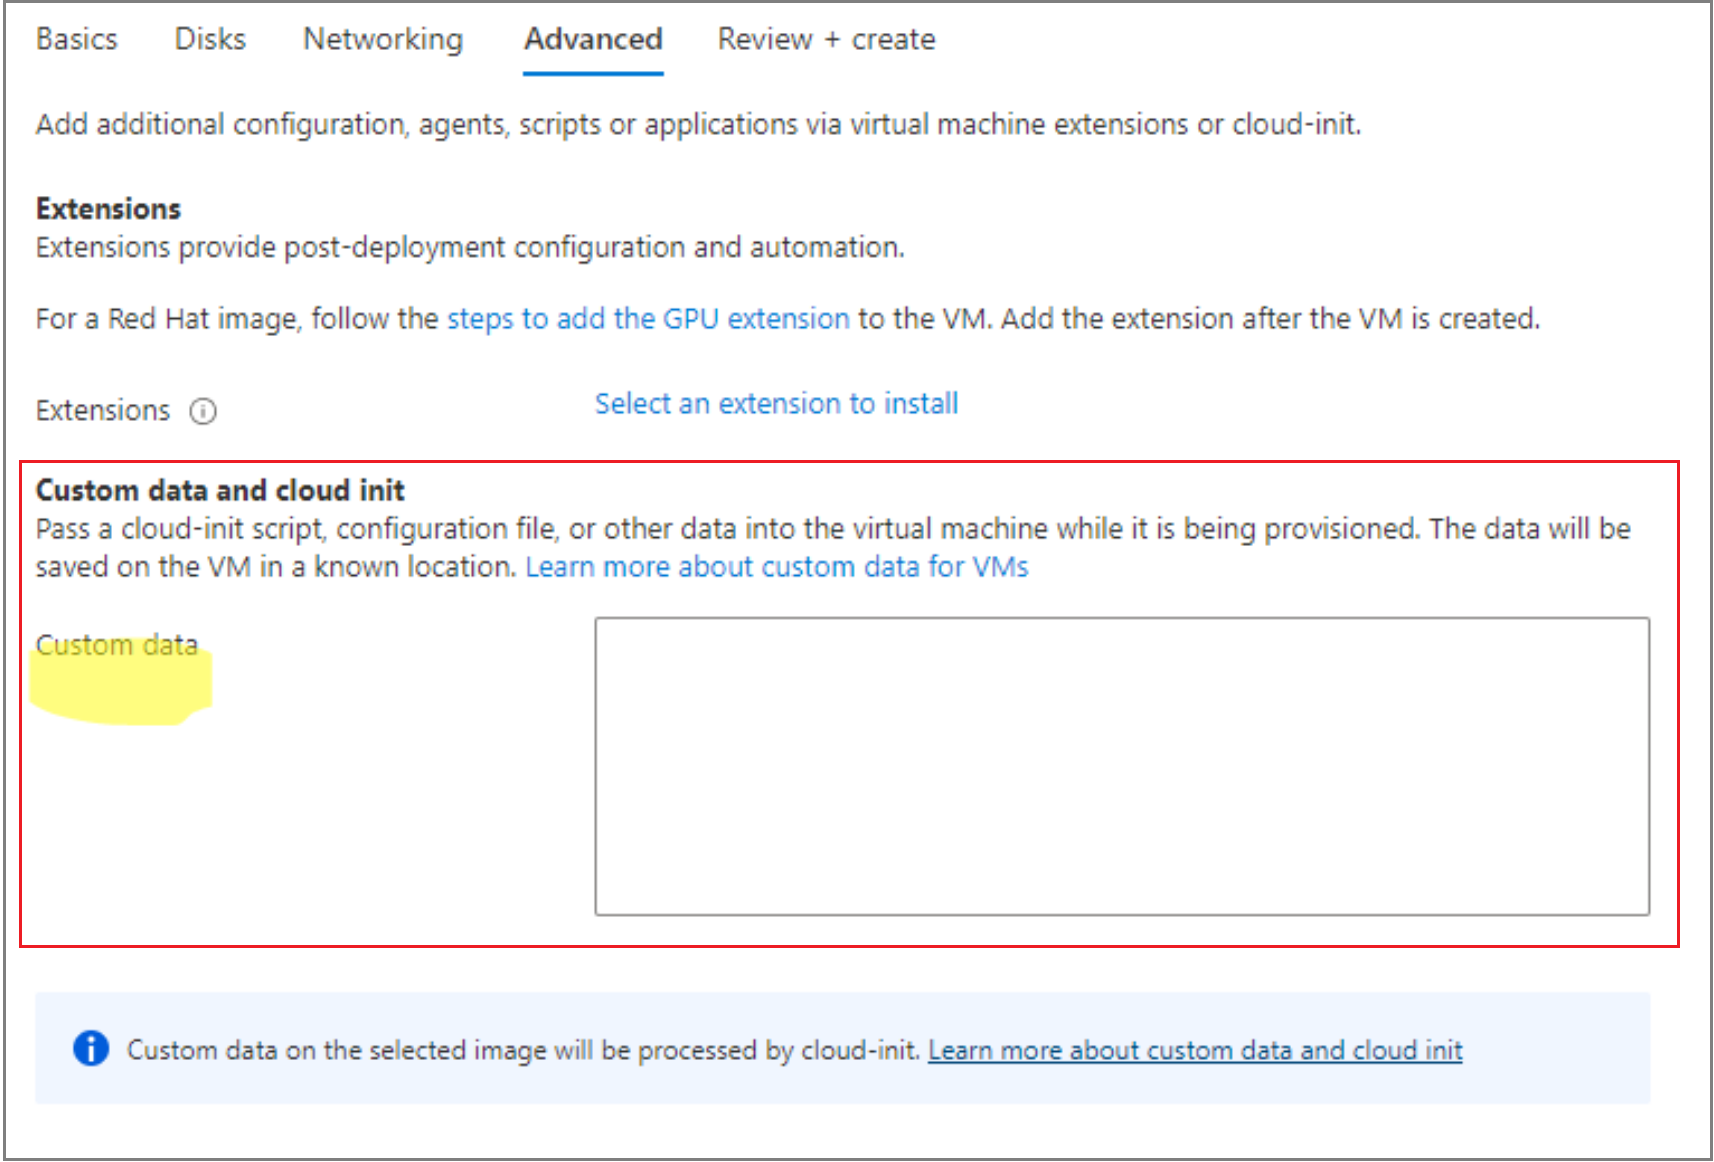 Basics Disks Networking Advanced Review + create
Add additional configuration, agents, scripts or applications via virtual machine extensions or cloud-init.
Extensions
Extensions provide post-deployment configuration and automation.
For a Red Hat image, follow the steps to add the GPU extension to the VM. Add the extension after the VM is created.
Extensions Select an extension to install
Custom data and cloud init
Pass a cloud-init script, configuration file, or other data into the virtual machine while it is being provisioned. The data will be
saved on the VM in a known location. Learn more about custom data for VMs
Custom data
Custom data on the selected image will be processed by cloud-init. Learn more about custom data and cloud init